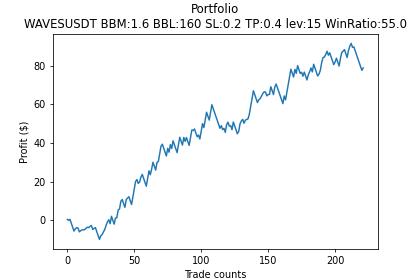 Portfolio
WAVESUSDT BBM:1.6 BBL:160 SL:0.2 TP:0.4 lev:15 WinRatio:55.0
Profit ($)
80
60
40
20
0
0 50 100 150 200
Trade counts